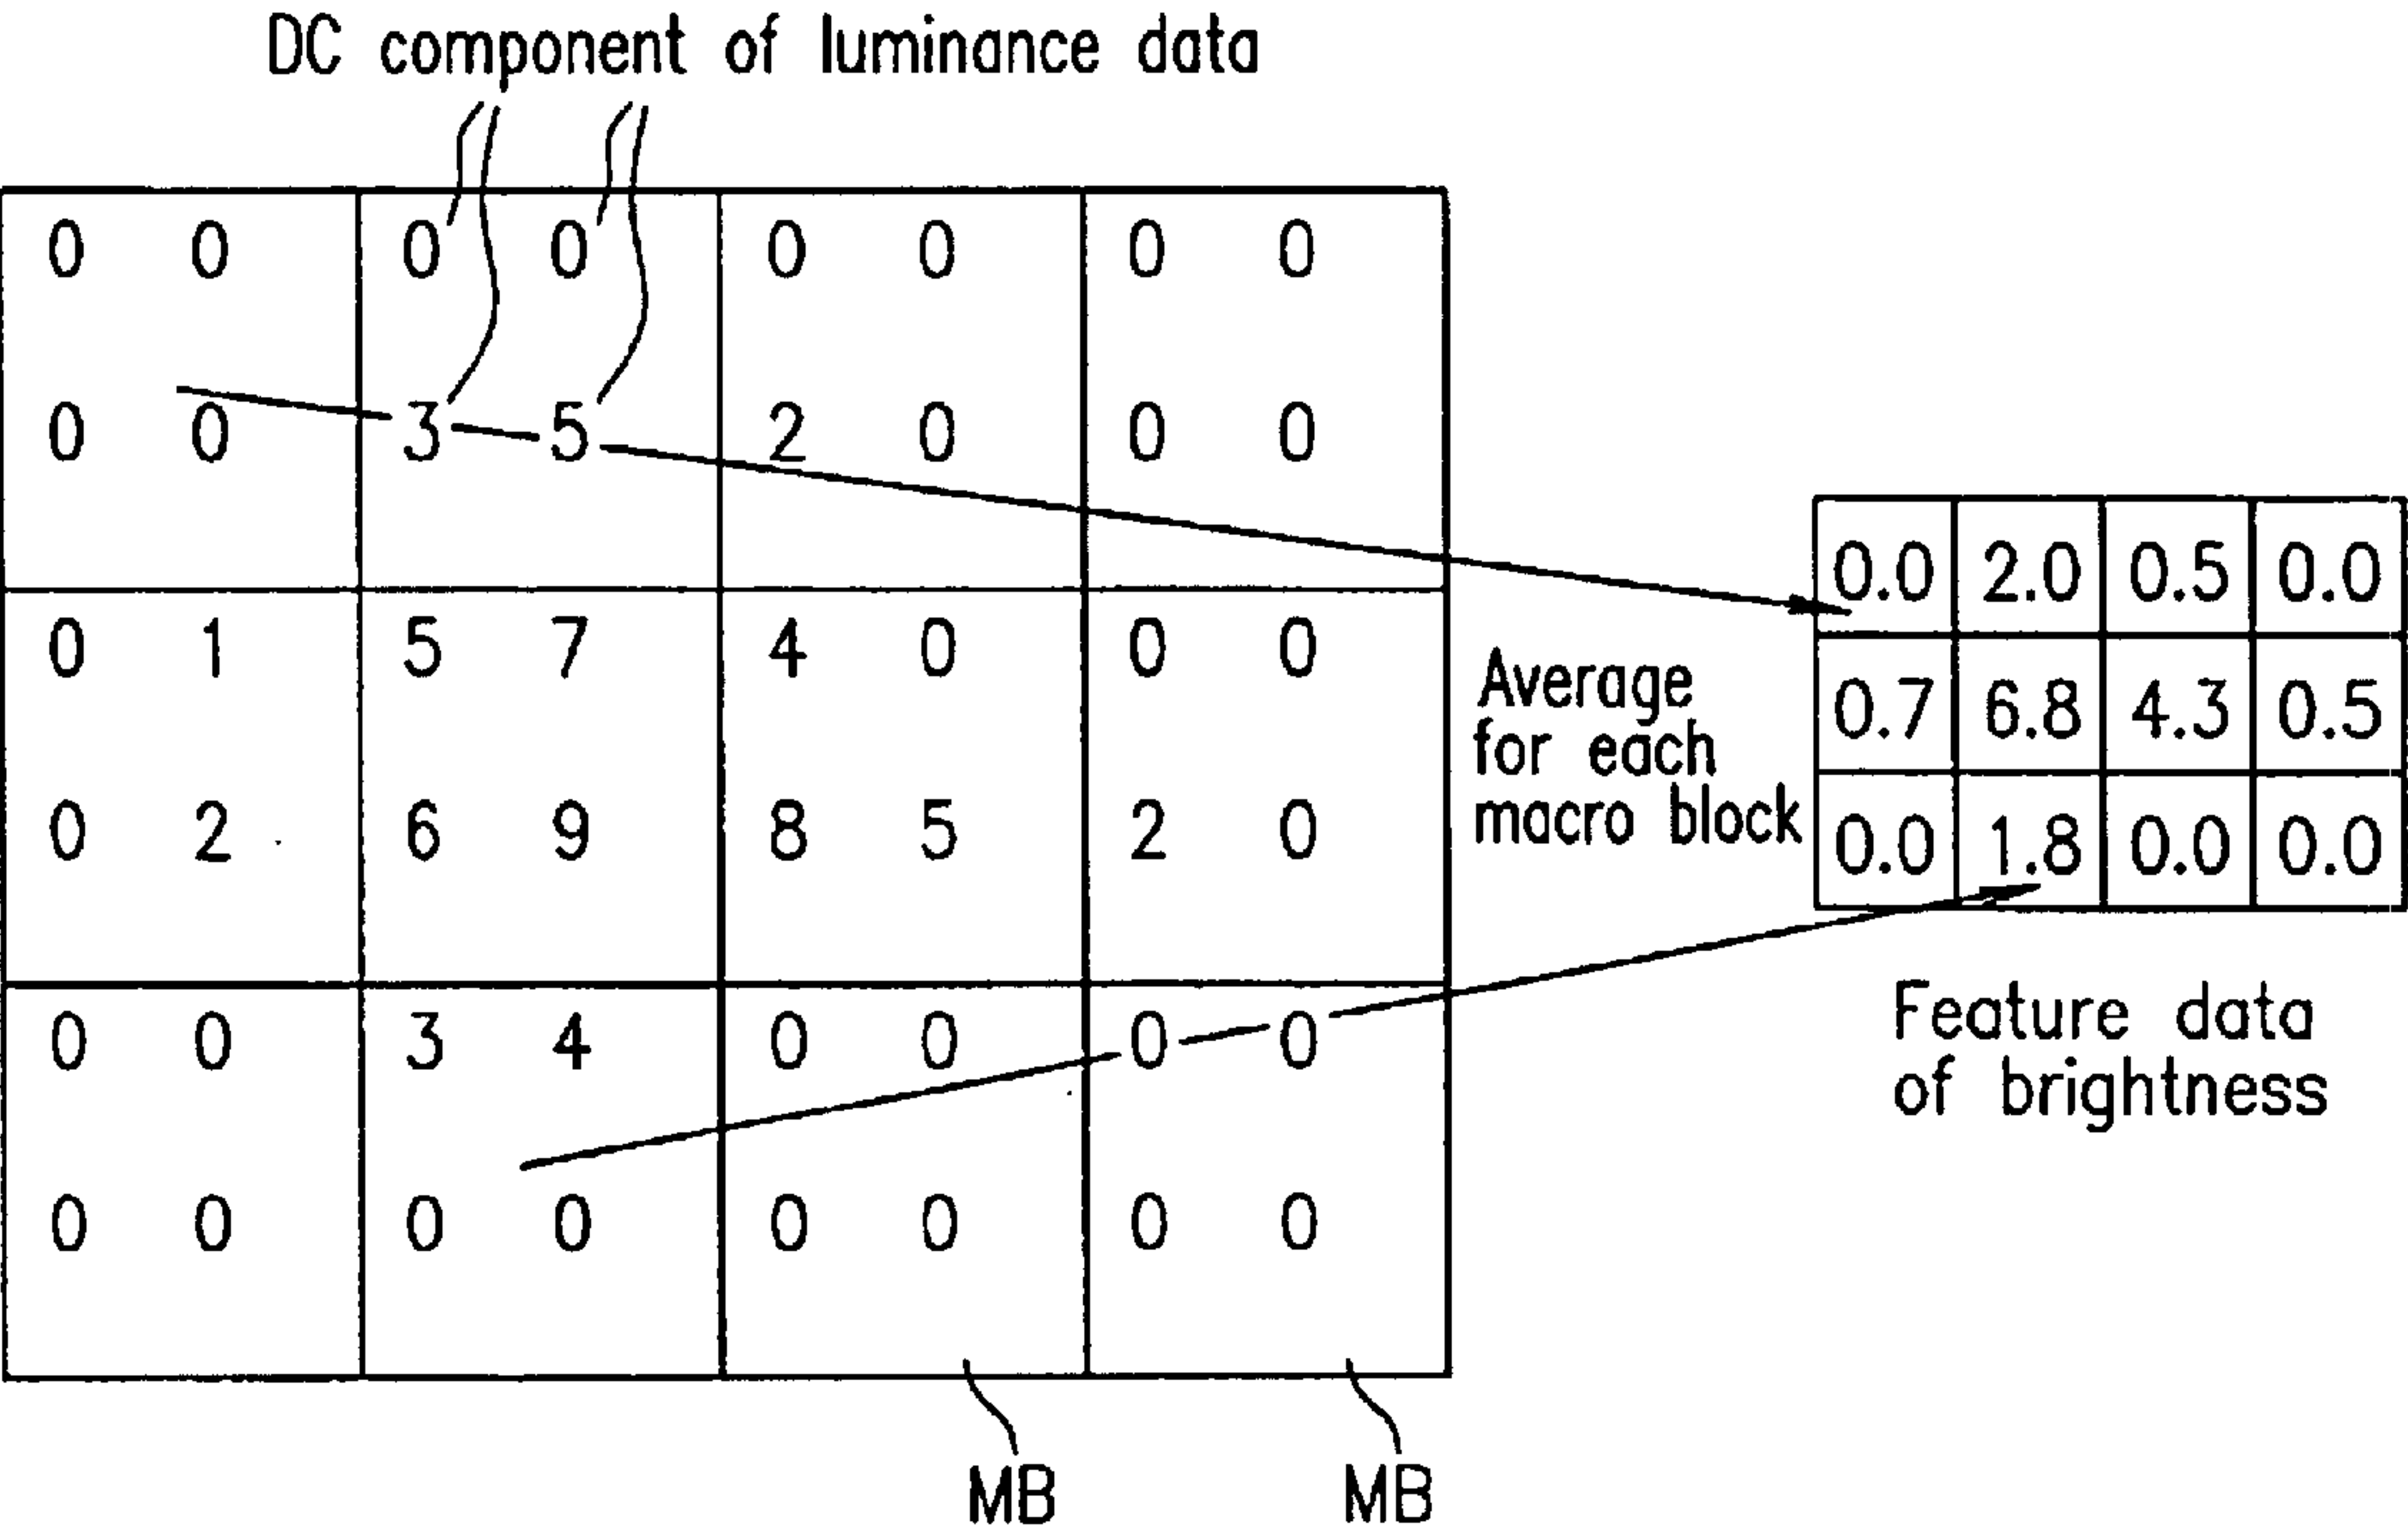 DC component of luminance data
0 0 0 0 0 0 0 0
0 0 3 5 2 0 0 0
0 1 5 7 4 0 0 0
0 2 6 9 8 5 2 0
0 0 3 4 0 0 0 0
0 0 0 0 0 0 0 0
MB MB
Average
for each
macro block
0.0 2.0 0.5 0.0
0.7 6.8 4.3 0.5
0.0 1.8 0.0 0.0
Feature data
of brightness